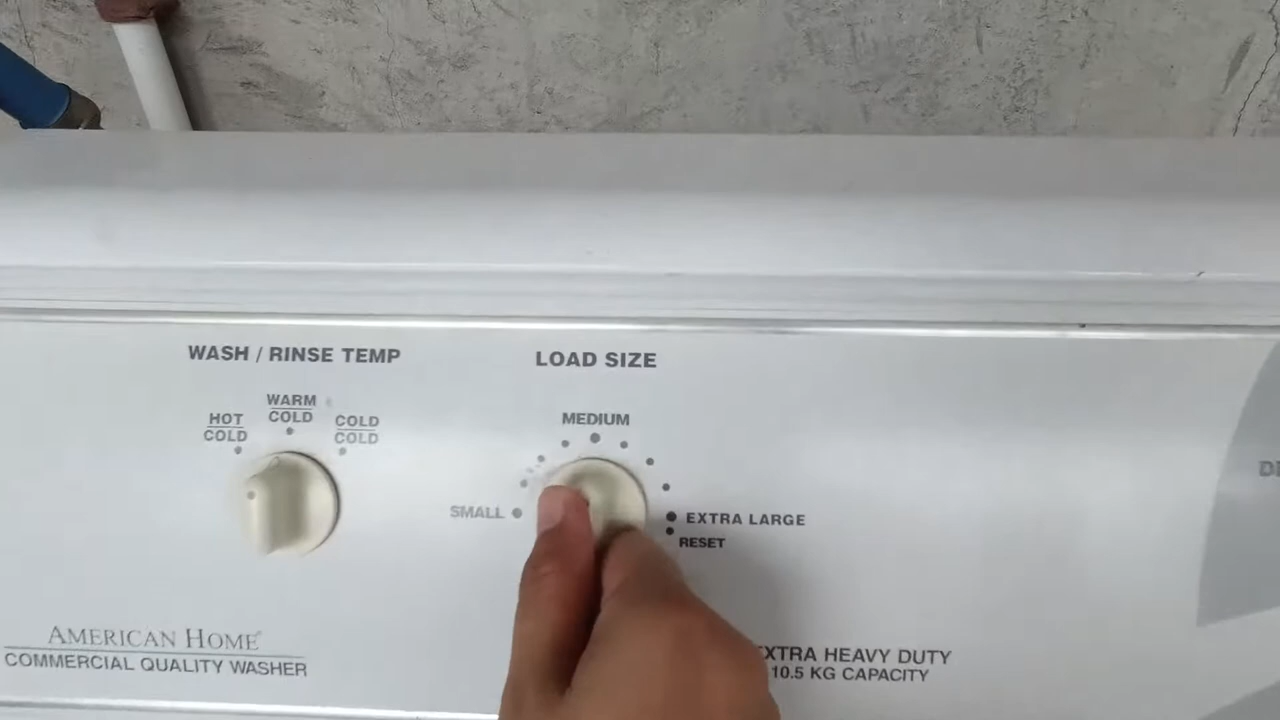 WASH / RINSE TEMP
HOT
COLD
WARM
COLD
COLD
COLD
LOAD SIZE
MEDIUM
SMALL
EXTRA LARGE
RESET
AMERICAN HOME
COMMERCIAL QUALITY WASHER
EXTRA HEAVY DUTY
10.5 KG CAPACITY